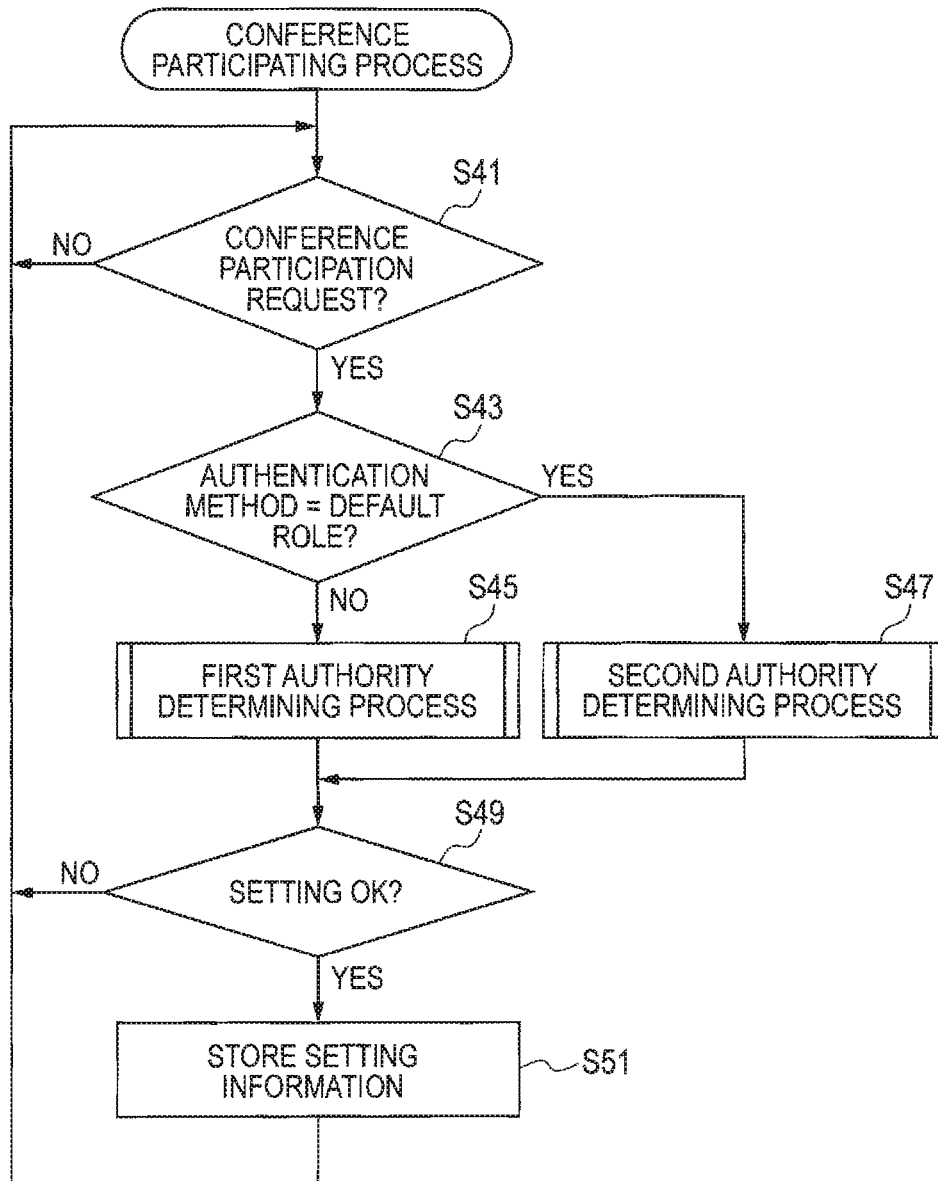 CONFERENCE
PARTICIPATING PROCESS
S41
CONFERENCE
PARTICIPATION
REQUEST?
NO
YES
S43
AUTHENTICATION
METHOD = DEFAULT
ROLE?
YES
NO
S45
FIRST AUTHORITY
DETERMINING PROCESS
S47
SECOND AUTHORITY
DETERMINING PROCESS
S49
SETTING OK?
NO
YES
STORE SETTING
INFORMATION
S51